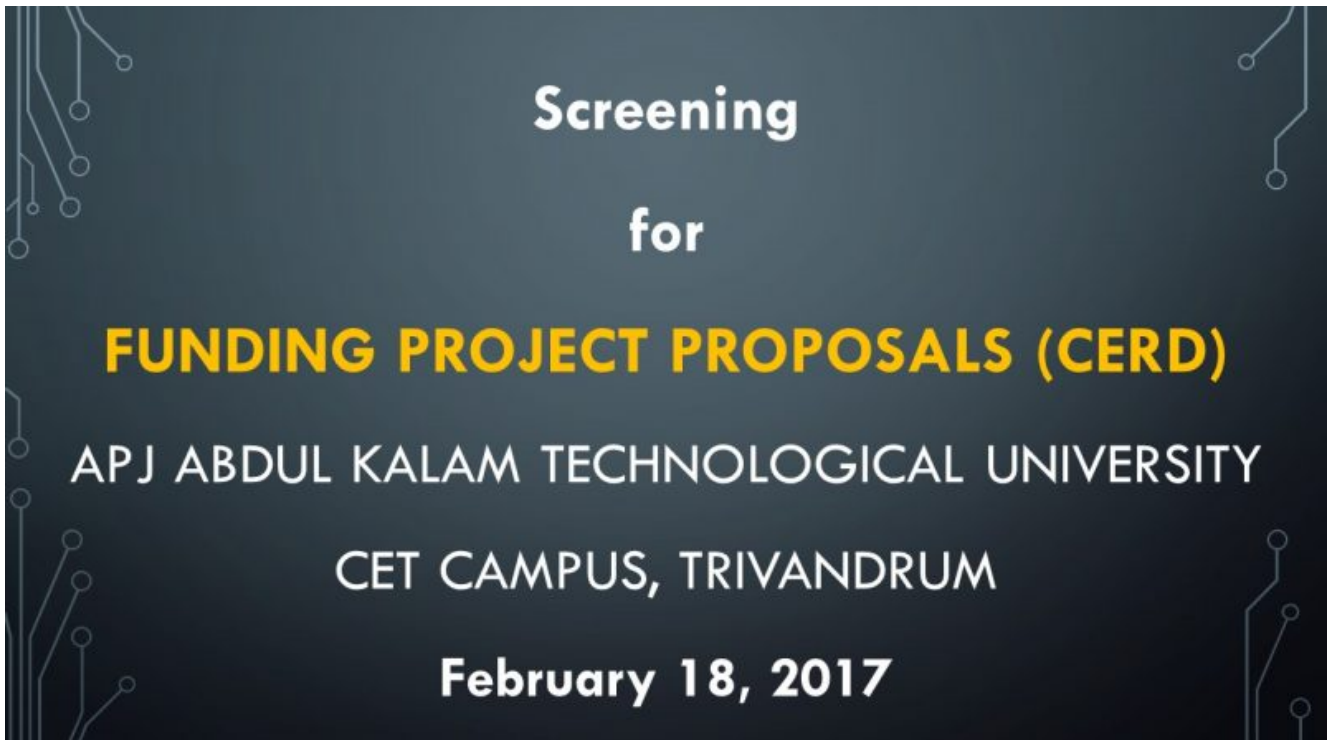 Screening
for
FUNDING PROJECT PROPOSALS (CERD)
APJ ABDUL KALAM TECHNOLOGICAL UNIVERSITY
CET CAMPUS, TRIVANDRUM
February 18, 2017